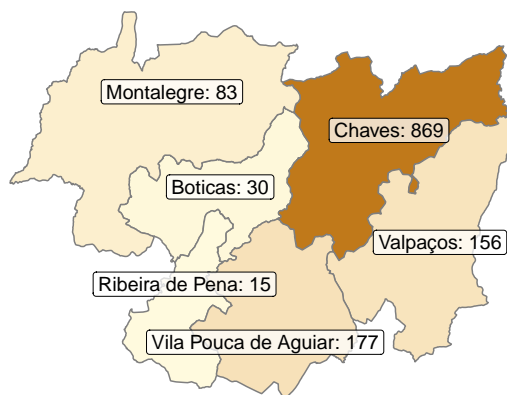 Montalegre: 83
Chaves: 869
Boticas: 30
Valpaços: 156
Ribeira de Pena: 15
Vila Pouca de Aguiar: 177